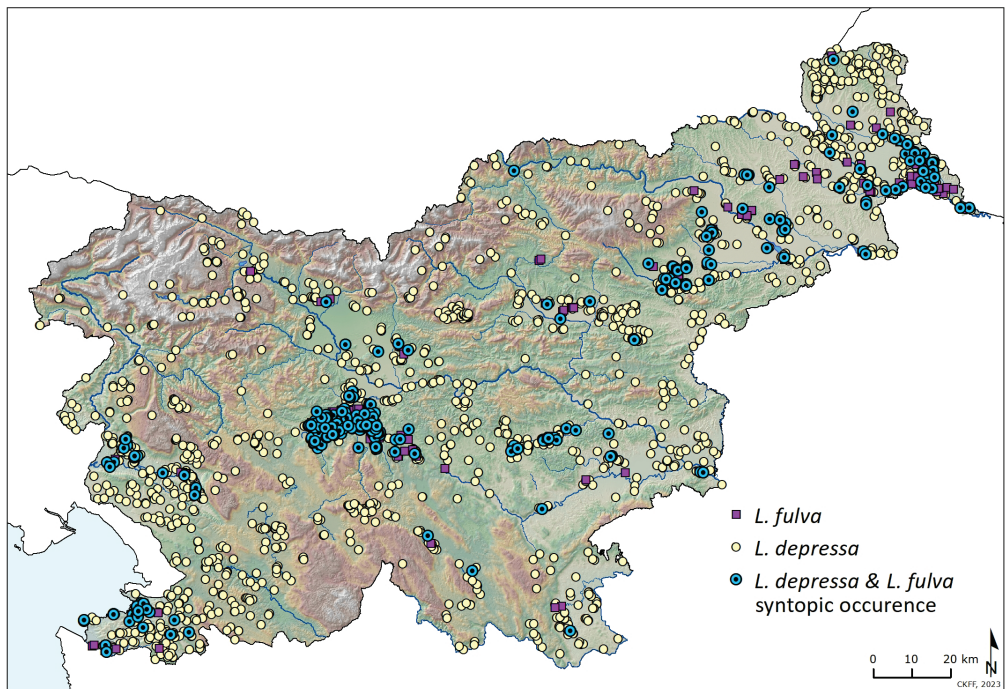 L. fulva
L. depressa
L. depressa & L. fulva
syntopic occurence
0 10 20 km
N
CKFF, 2023